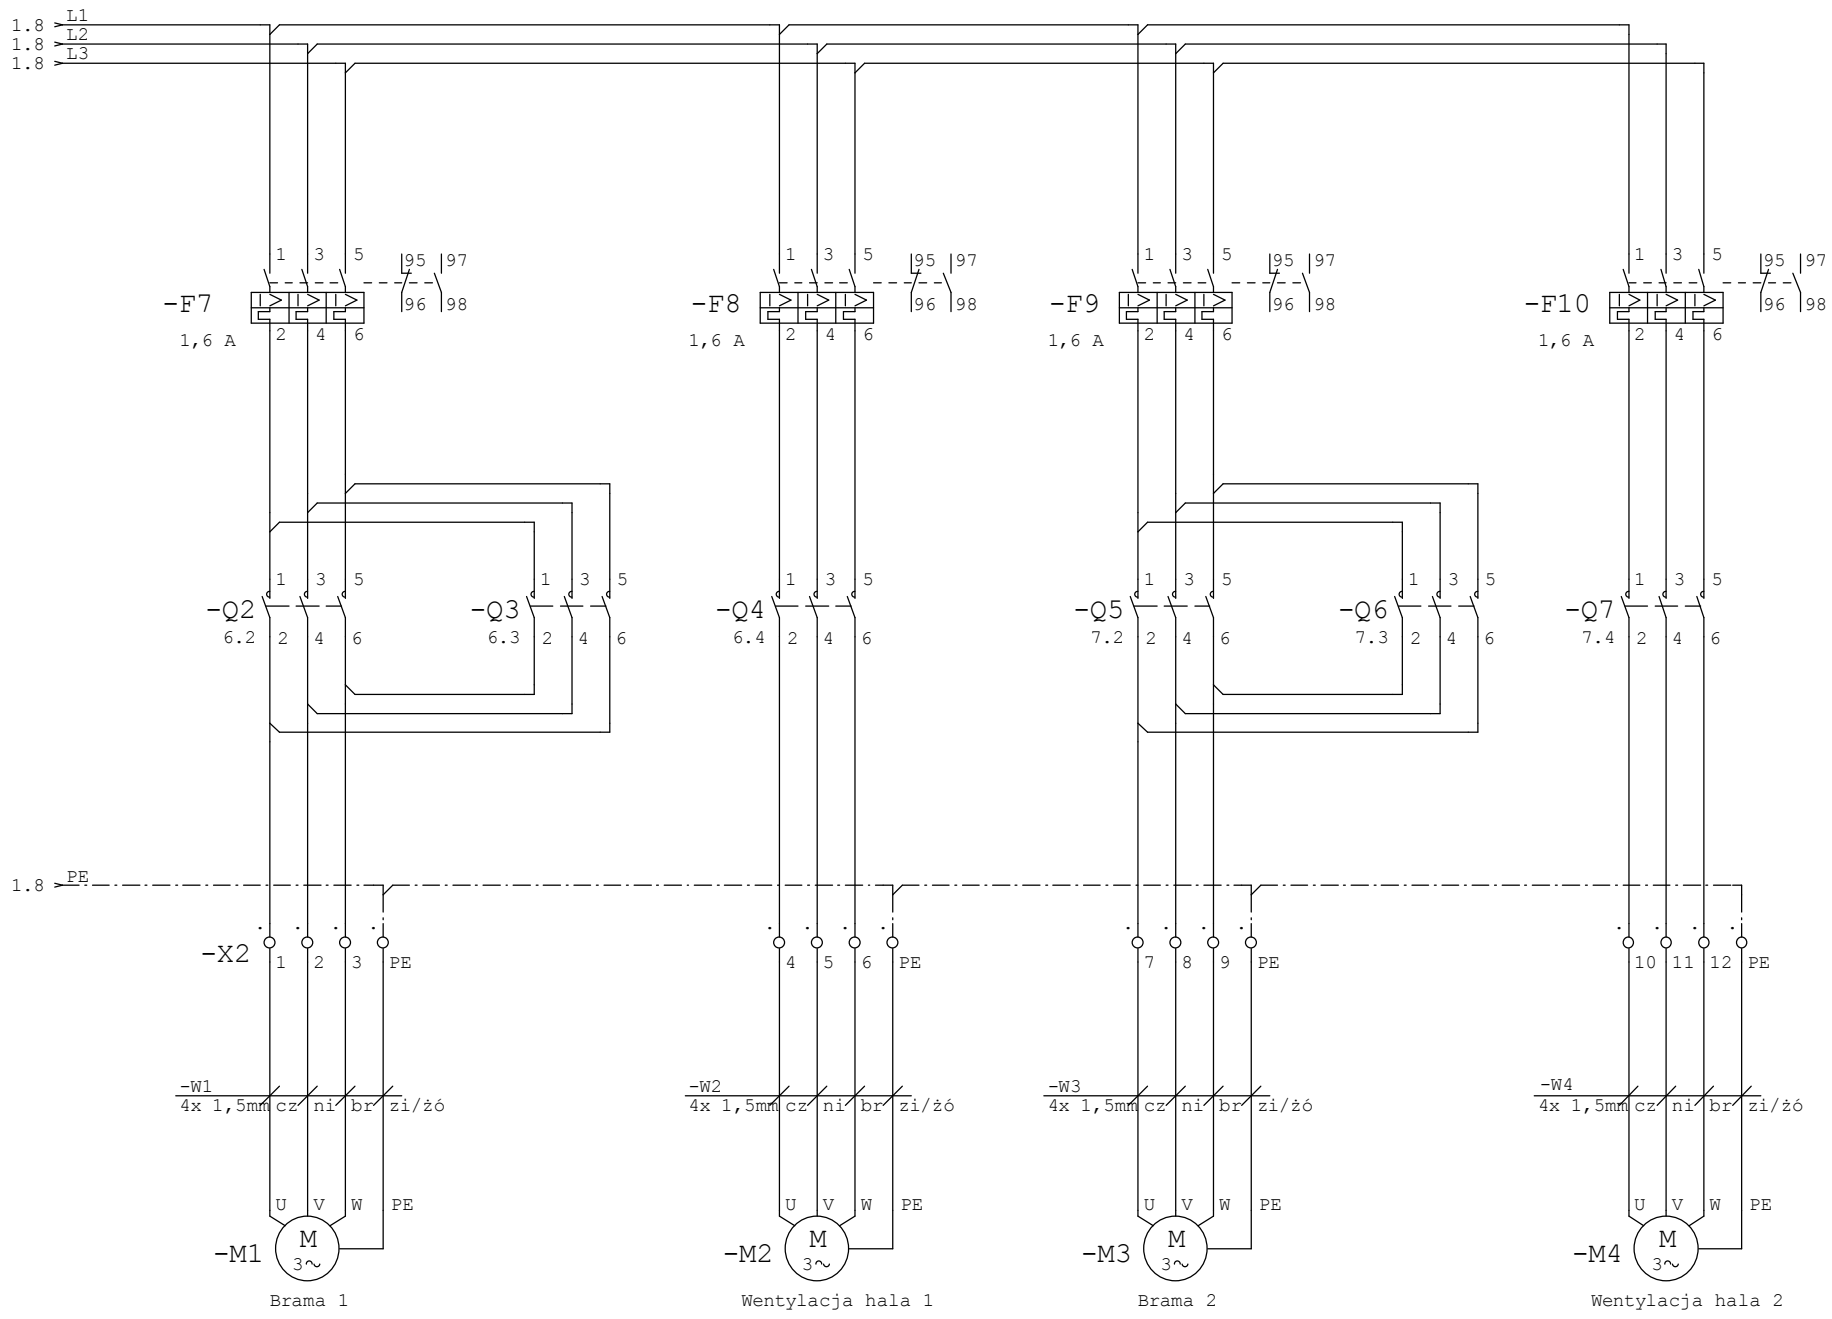 1.8 L1
1.8 L2
1.8 L3
1 3 5 95 97 1 3 5 95 97 1 3 5 95 97 1 3 5 95 97
-F7 96 98 -F8 96 98 -F9 96 98 -F10 96 98
1,6 A 2 4 6 1,6 A 2 4 6 1,6 A 2 4 6 1,6 A 2 4 6
1 3 5 1 3 5 1 3 5 1 3 5 1 3 5 1 3 5
-Q2 -Q3 -Q4 -Q5 -Q6 -Q7
6.2 2 4 6 6.3 2 4 6 6.4 2 4 6 7.2 2 4 6 7.3 2 4 6 7.4 2 4 6
1.8 PE
-X2 1 2 3 PE 4 5 6 PE 7 8 9 PE 10 11 12 PE
-W1 -W2 -W3 -W4
4x 1,5mm cz ni br zi/żó 4x 1,5mm cz ni br zi/żó 4x 1,5mm cz ni br zi/żó 4x 1,5mm cz ni br zi/żó
U V W PE U V W PE U V W PE U V W PE
-M1 M 3~ -M2 M 3~ -M3 M 3~ -M4 M 3~
Brama 1 Wentylacja hala 1 Brama 2 Wentylacja hala 2